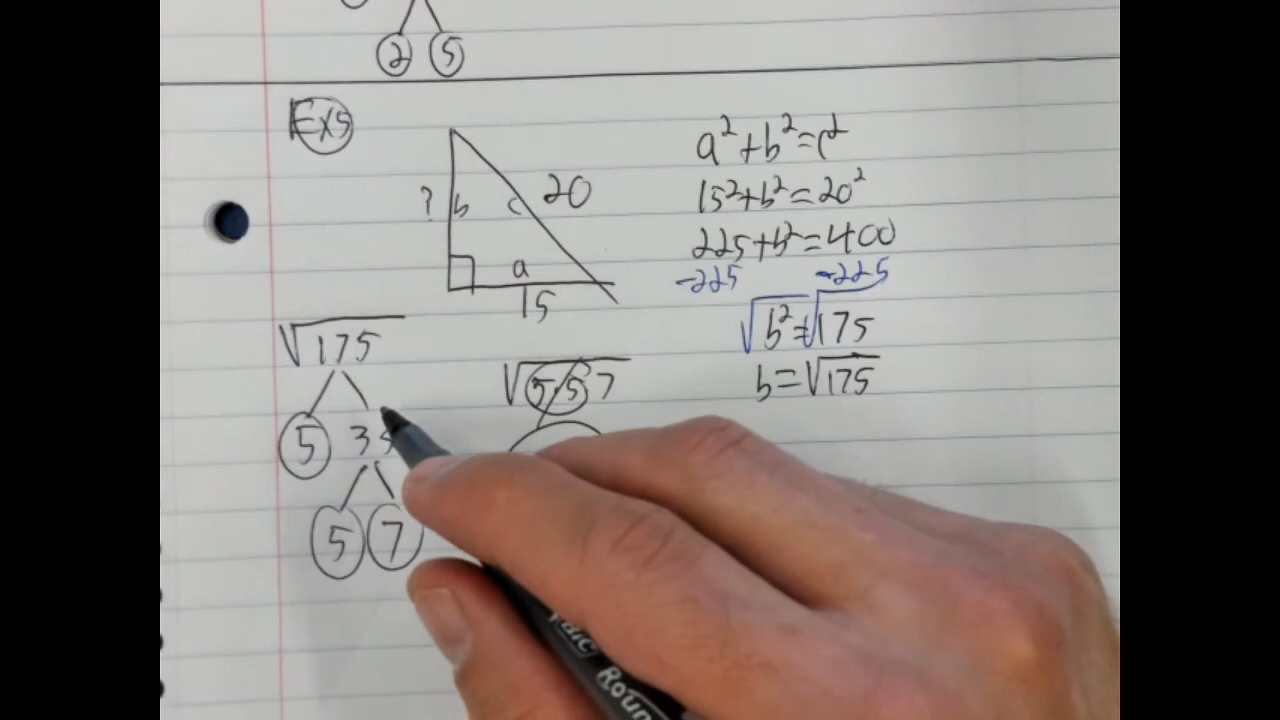 2 5
Ex5
? b c 20
a
15
a²+b²=c²
15²+b²=20²
225+b²=400
-225 -225
√b²=√175
b=√175
√175
5 35
5 7
√5·5 7
Roun